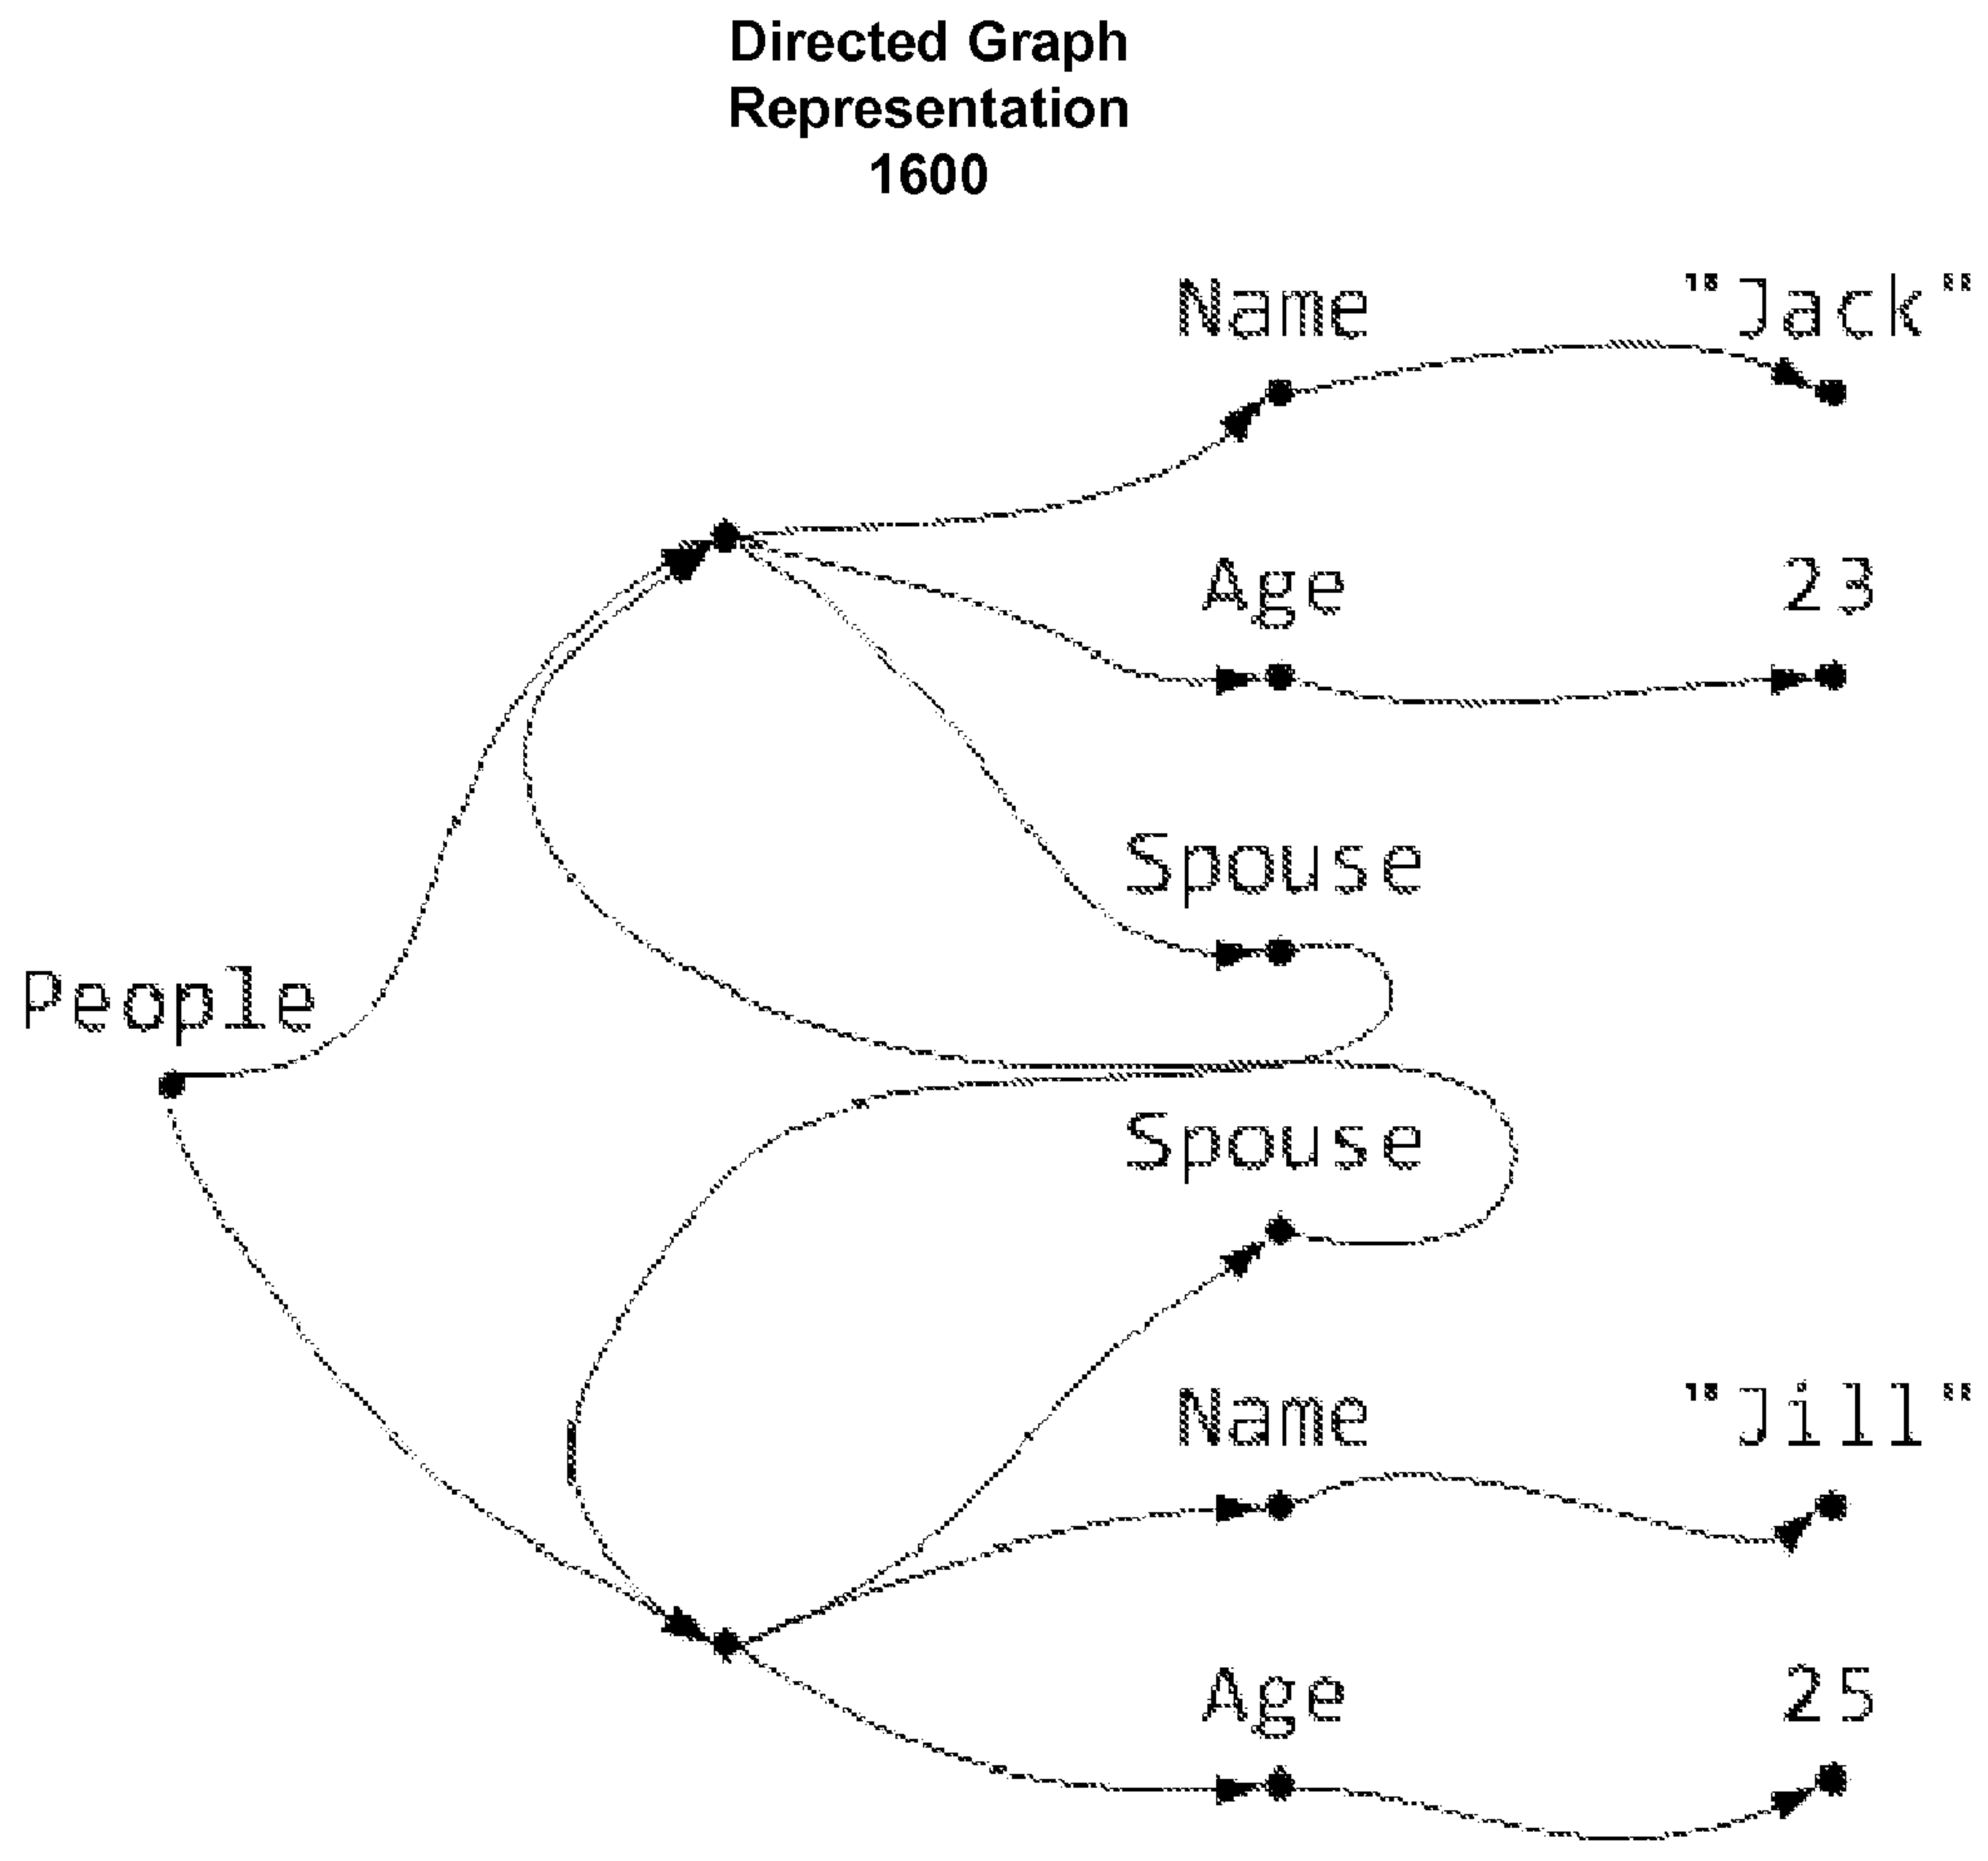 Directed Graph
Representation
1600
Name "Jack"
Age 23
Spouse
People
Spouse
Name "Jill"
Age 25